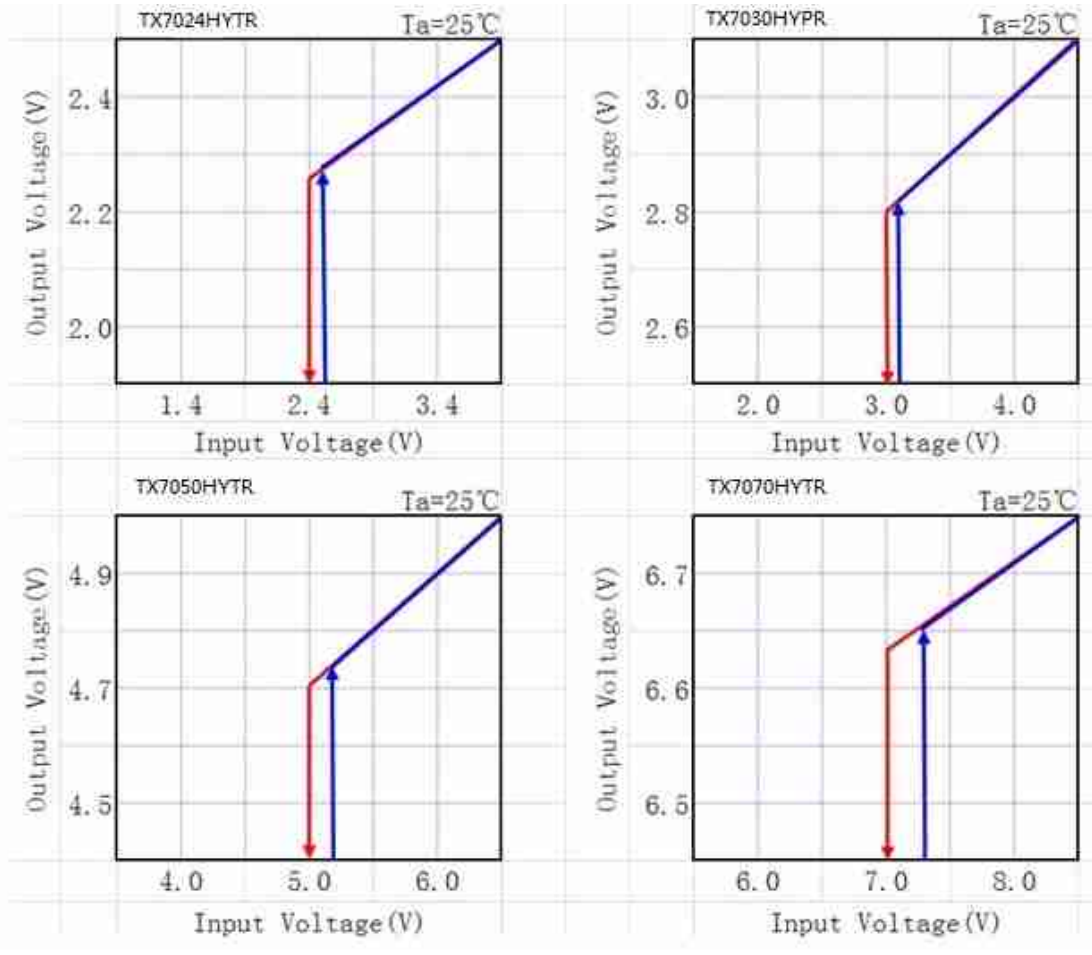 TX7024HYTR
Ta=25℃
Output Voltage(V)
2.4
2.2
2.0
1.4 2.4 3.4
Input Voltage(V)
TX7030HYPR
Ta=25℃
Output Voltage(V)
3.0
2.8
2.6
2.0 3.0 4.0
Input Voltage(V)
TX7050HYTR
Ta=25℃
Output Voltage(V)
4.9
4.7
4.5
4.0 5.0 6.0
Input Voltage(V)
TX7070HYTR
Ta=25℃
Output Voltage(V)
6.7
6.6
6.5
6.0 7.0 8.0
Input Voltage(V)